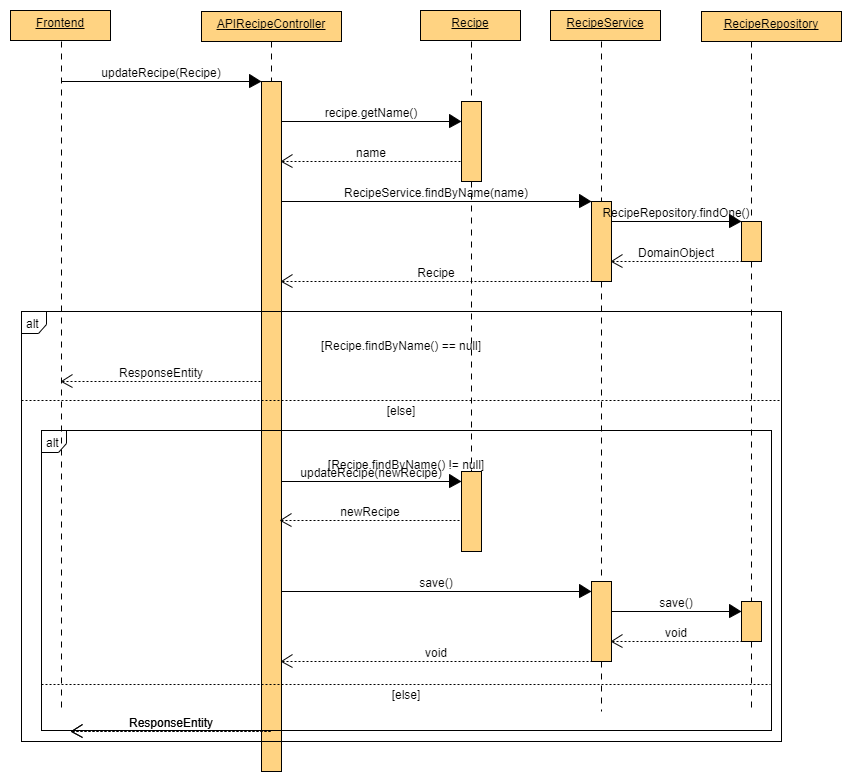 Frontend
APIRecipeController
Recipe
RecipeService
RecipeRepository
updateRecipe(Recipe)
recipe.getName()
name
RecipeService.findByName(name)
RecipeRepository.findOne()
DomainObject
Recipe
alt
[Recipe.findByName() == null]
ResponseEntity
[else]
alt
[Recipe.findByName() != null]
updateRecipe(newRecipe)
newRecipe
save()
save()
void
void
[else]
ResponseEntity